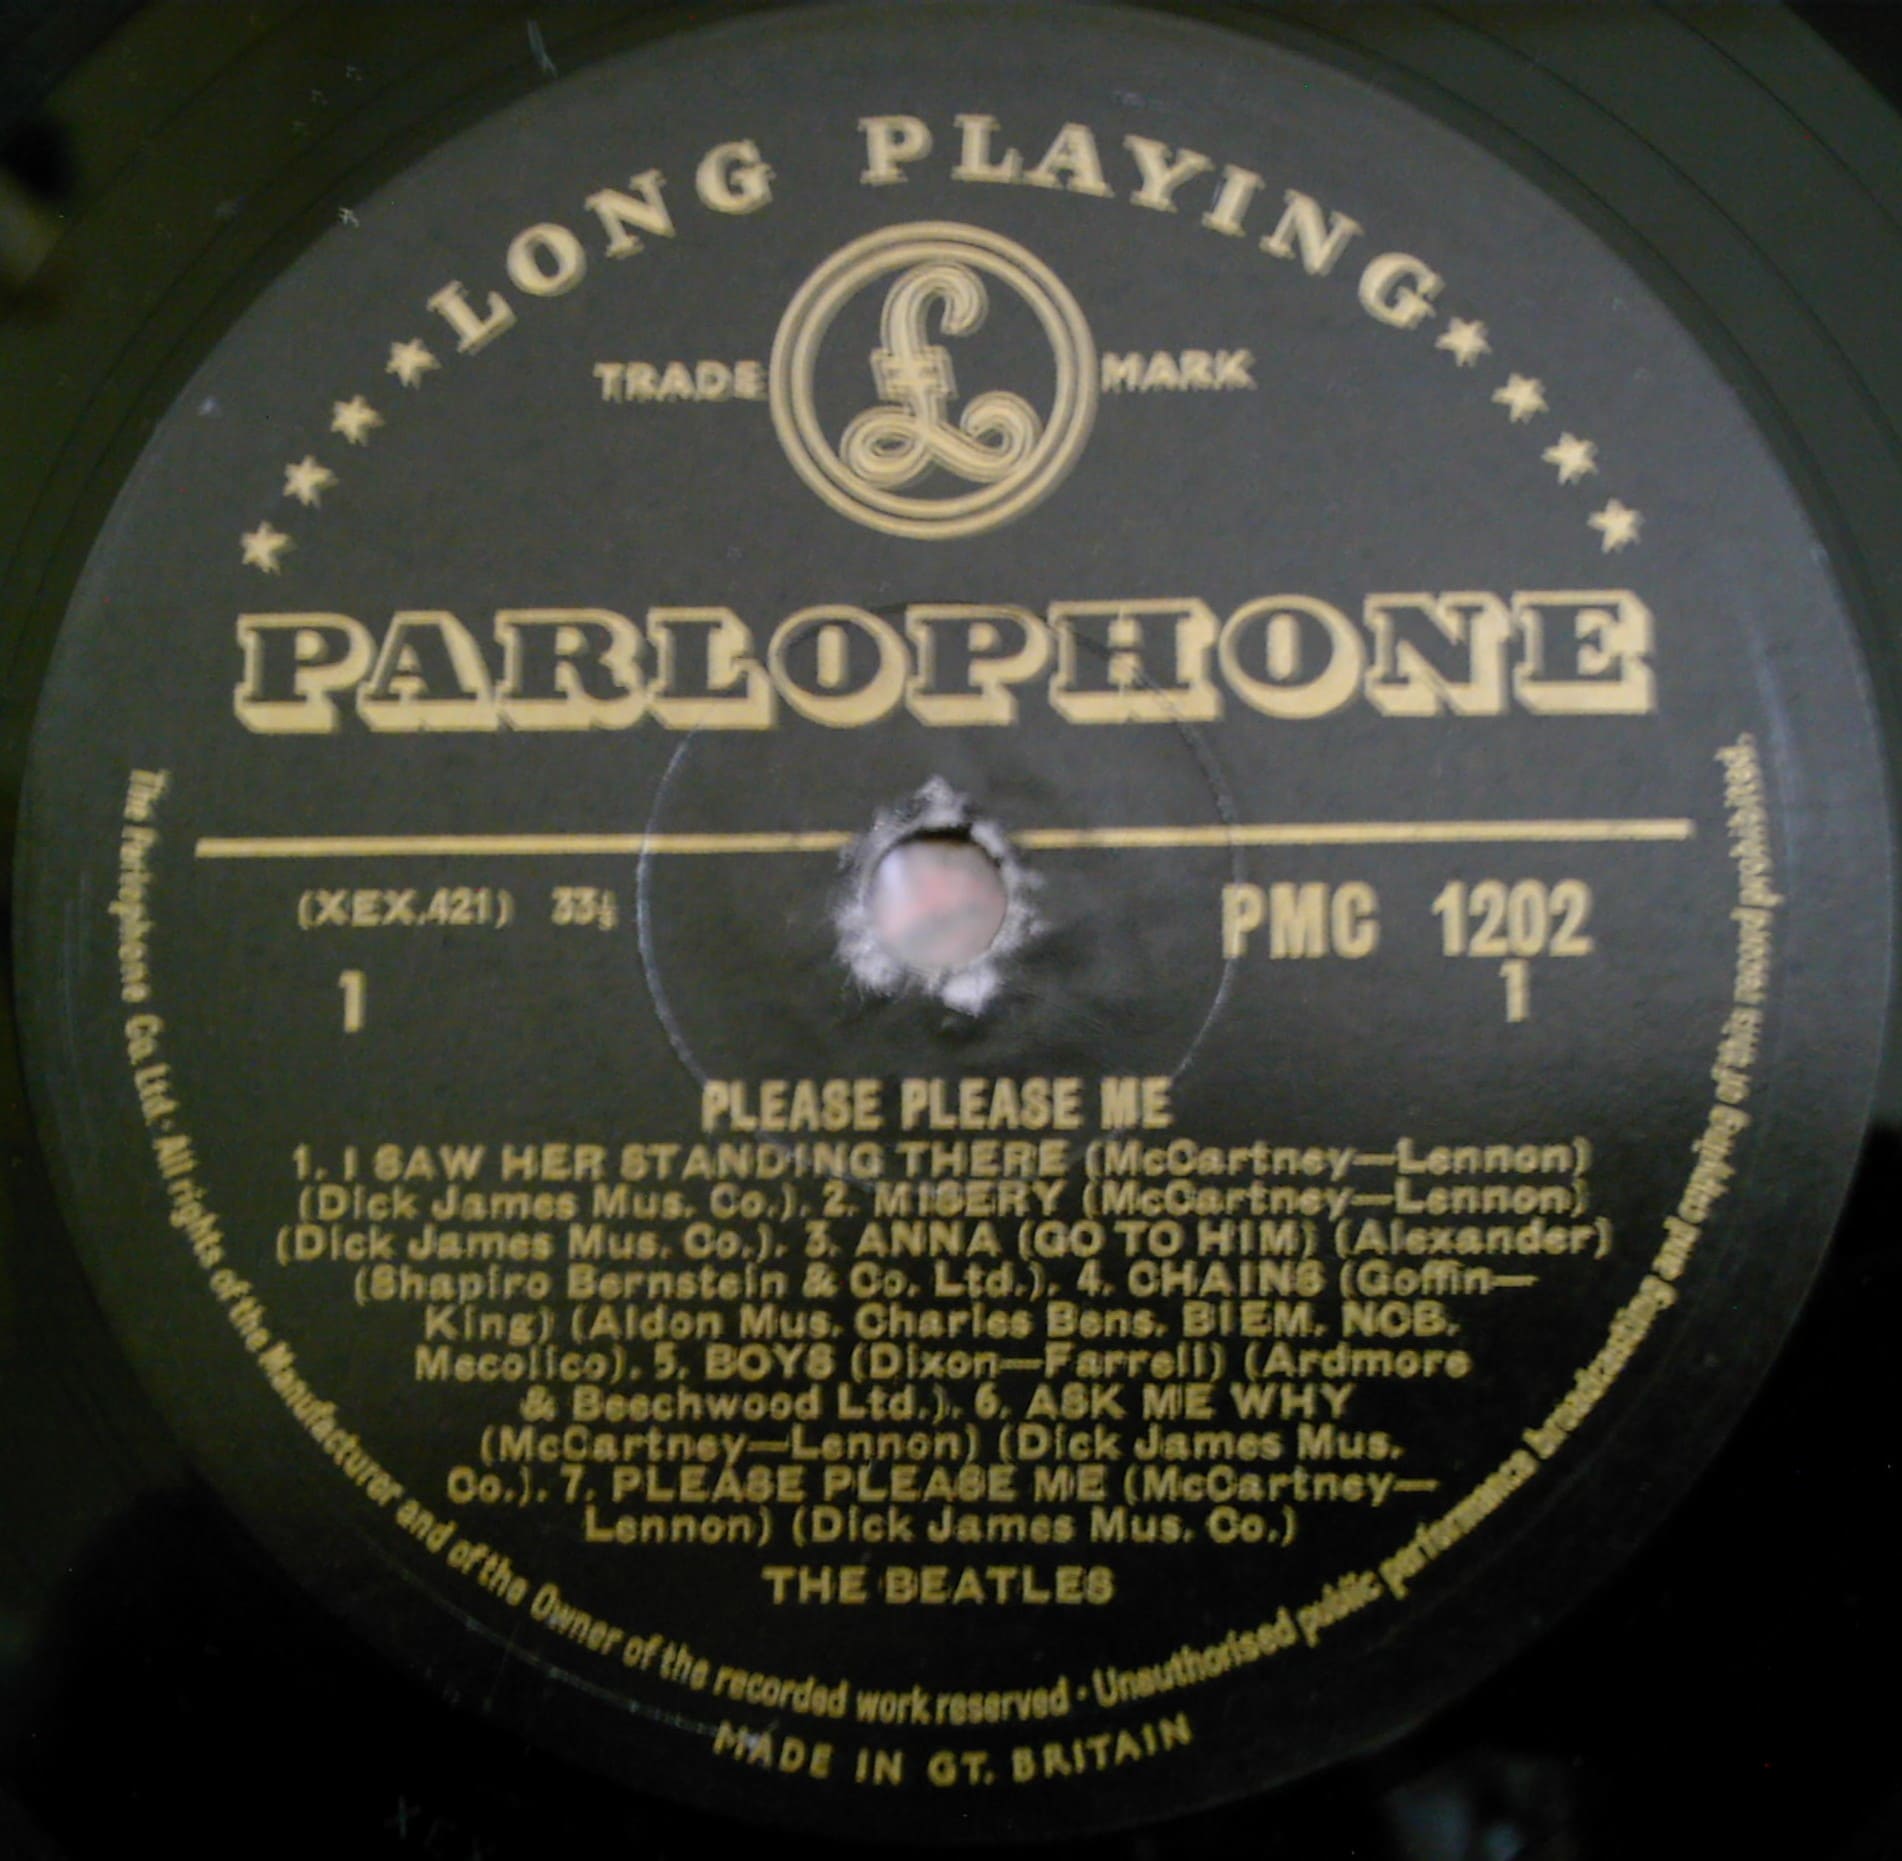 LONG PLAYING
TRADE £ MARK
PARLOPHONE
(XEX.421) 33⅓
PMC 1202
1
1
PLEASE PLEASE ME
1. I SAW HER STANDING THERE (McCartney—Lennon)
(Dick James Mus. Co.). 2. MISERY (McCartney—Lennon)
(Dick James Mus. Co.). 3. ANNA (GO TO HIM) (Alexander)
(Shapiro Bernstein & Co. Ltd.). 4. CHAINS (Goffin—
King) (Aldon Mus. Charles Bens. BIEM. NCB.
Mecolico). 5. BOYS (Dixon—Farrell) (Ardmore
& Beechwood Ltd.). 6. ASK ME WHY
(McCartney—Lennon) (Dick James Mus.
Co.). 7. PLEASE PLEASE ME (McCartney—
Lennon) (Dick James Mus. Co.)
THE BEATLES
The Parlophone Co. Ltd. · All rights of the Manufacturer and of the Owner of the recorded work reserved · Unauthorised public performance broadcasting and copying of this record prohibited.
MADE IN GT. BRITAIN